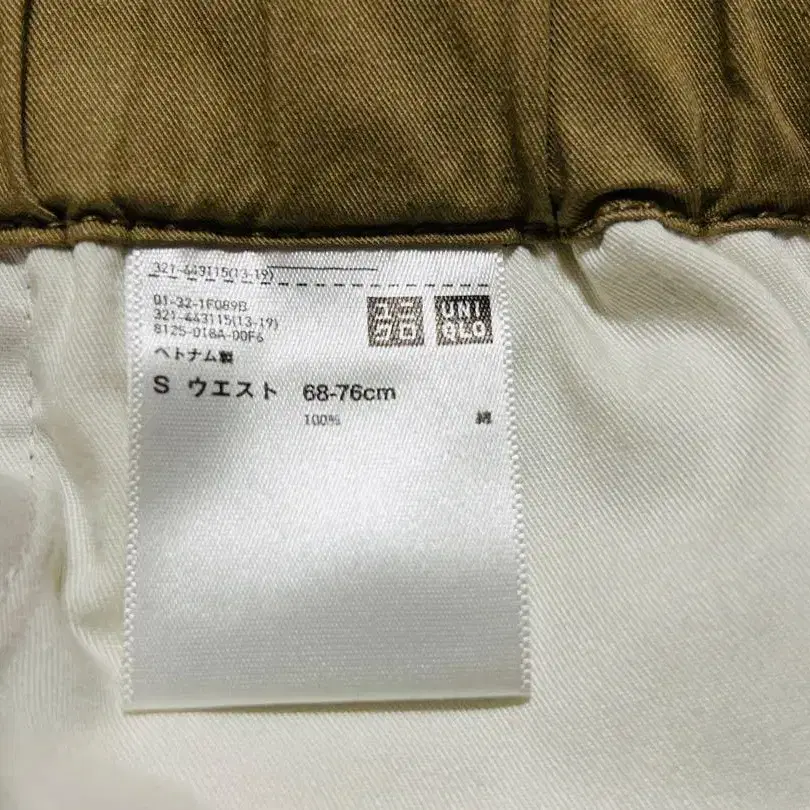 321-443115(13-19)
01-32-1F089B
321-443115(13-19)
8125-018A-00F6
ユニ
クロ
UNI
QLO
ベトナム製
S ウエスト 68-76cm
100% 綿